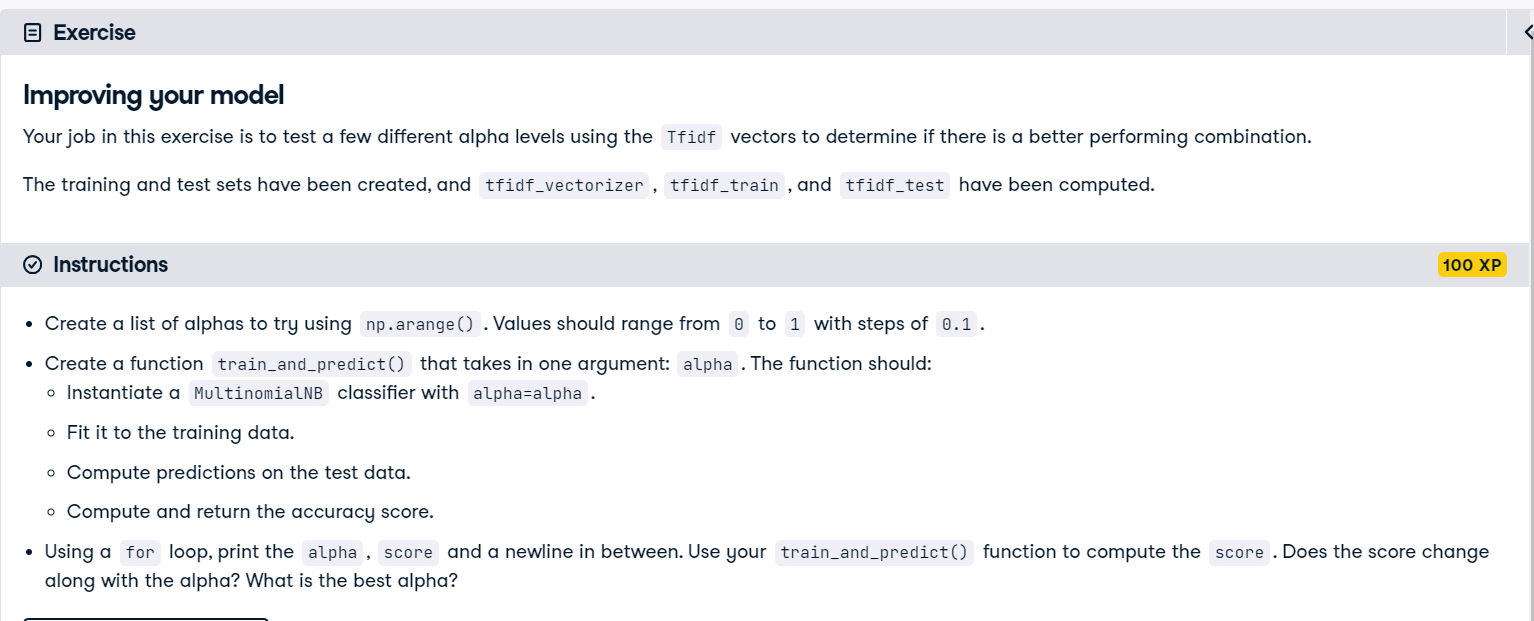 Exercise
Improving your model
Your job in this exercise is to test a few different alpha levels using the Tfidf vectors to determine if there is a better performing combination.
The training and test sets have been created, and tfidf_vectorizer , tfidf_train , and tfidf_test have been computed.
Instructions
100 XP
• Create a list of alphas to try using np.arange() . Values should range from 0 to 1 with steps of 0.1 .
• Create a function train_and_predict() that takes in one argument: alpha . The function should:
◦ Instantiate a MultinomialNB classifier with alpha=alpha .
◦ Fit it to the training data.
◦ Compute predictions on the test data.
◦ Compute and return the accuracy score.
• Using a for loop, print the alpha , score and a newline in between. Use your train_and_predict() function to compute the score . Does the score change
along with the alpha? What is the best alpha?